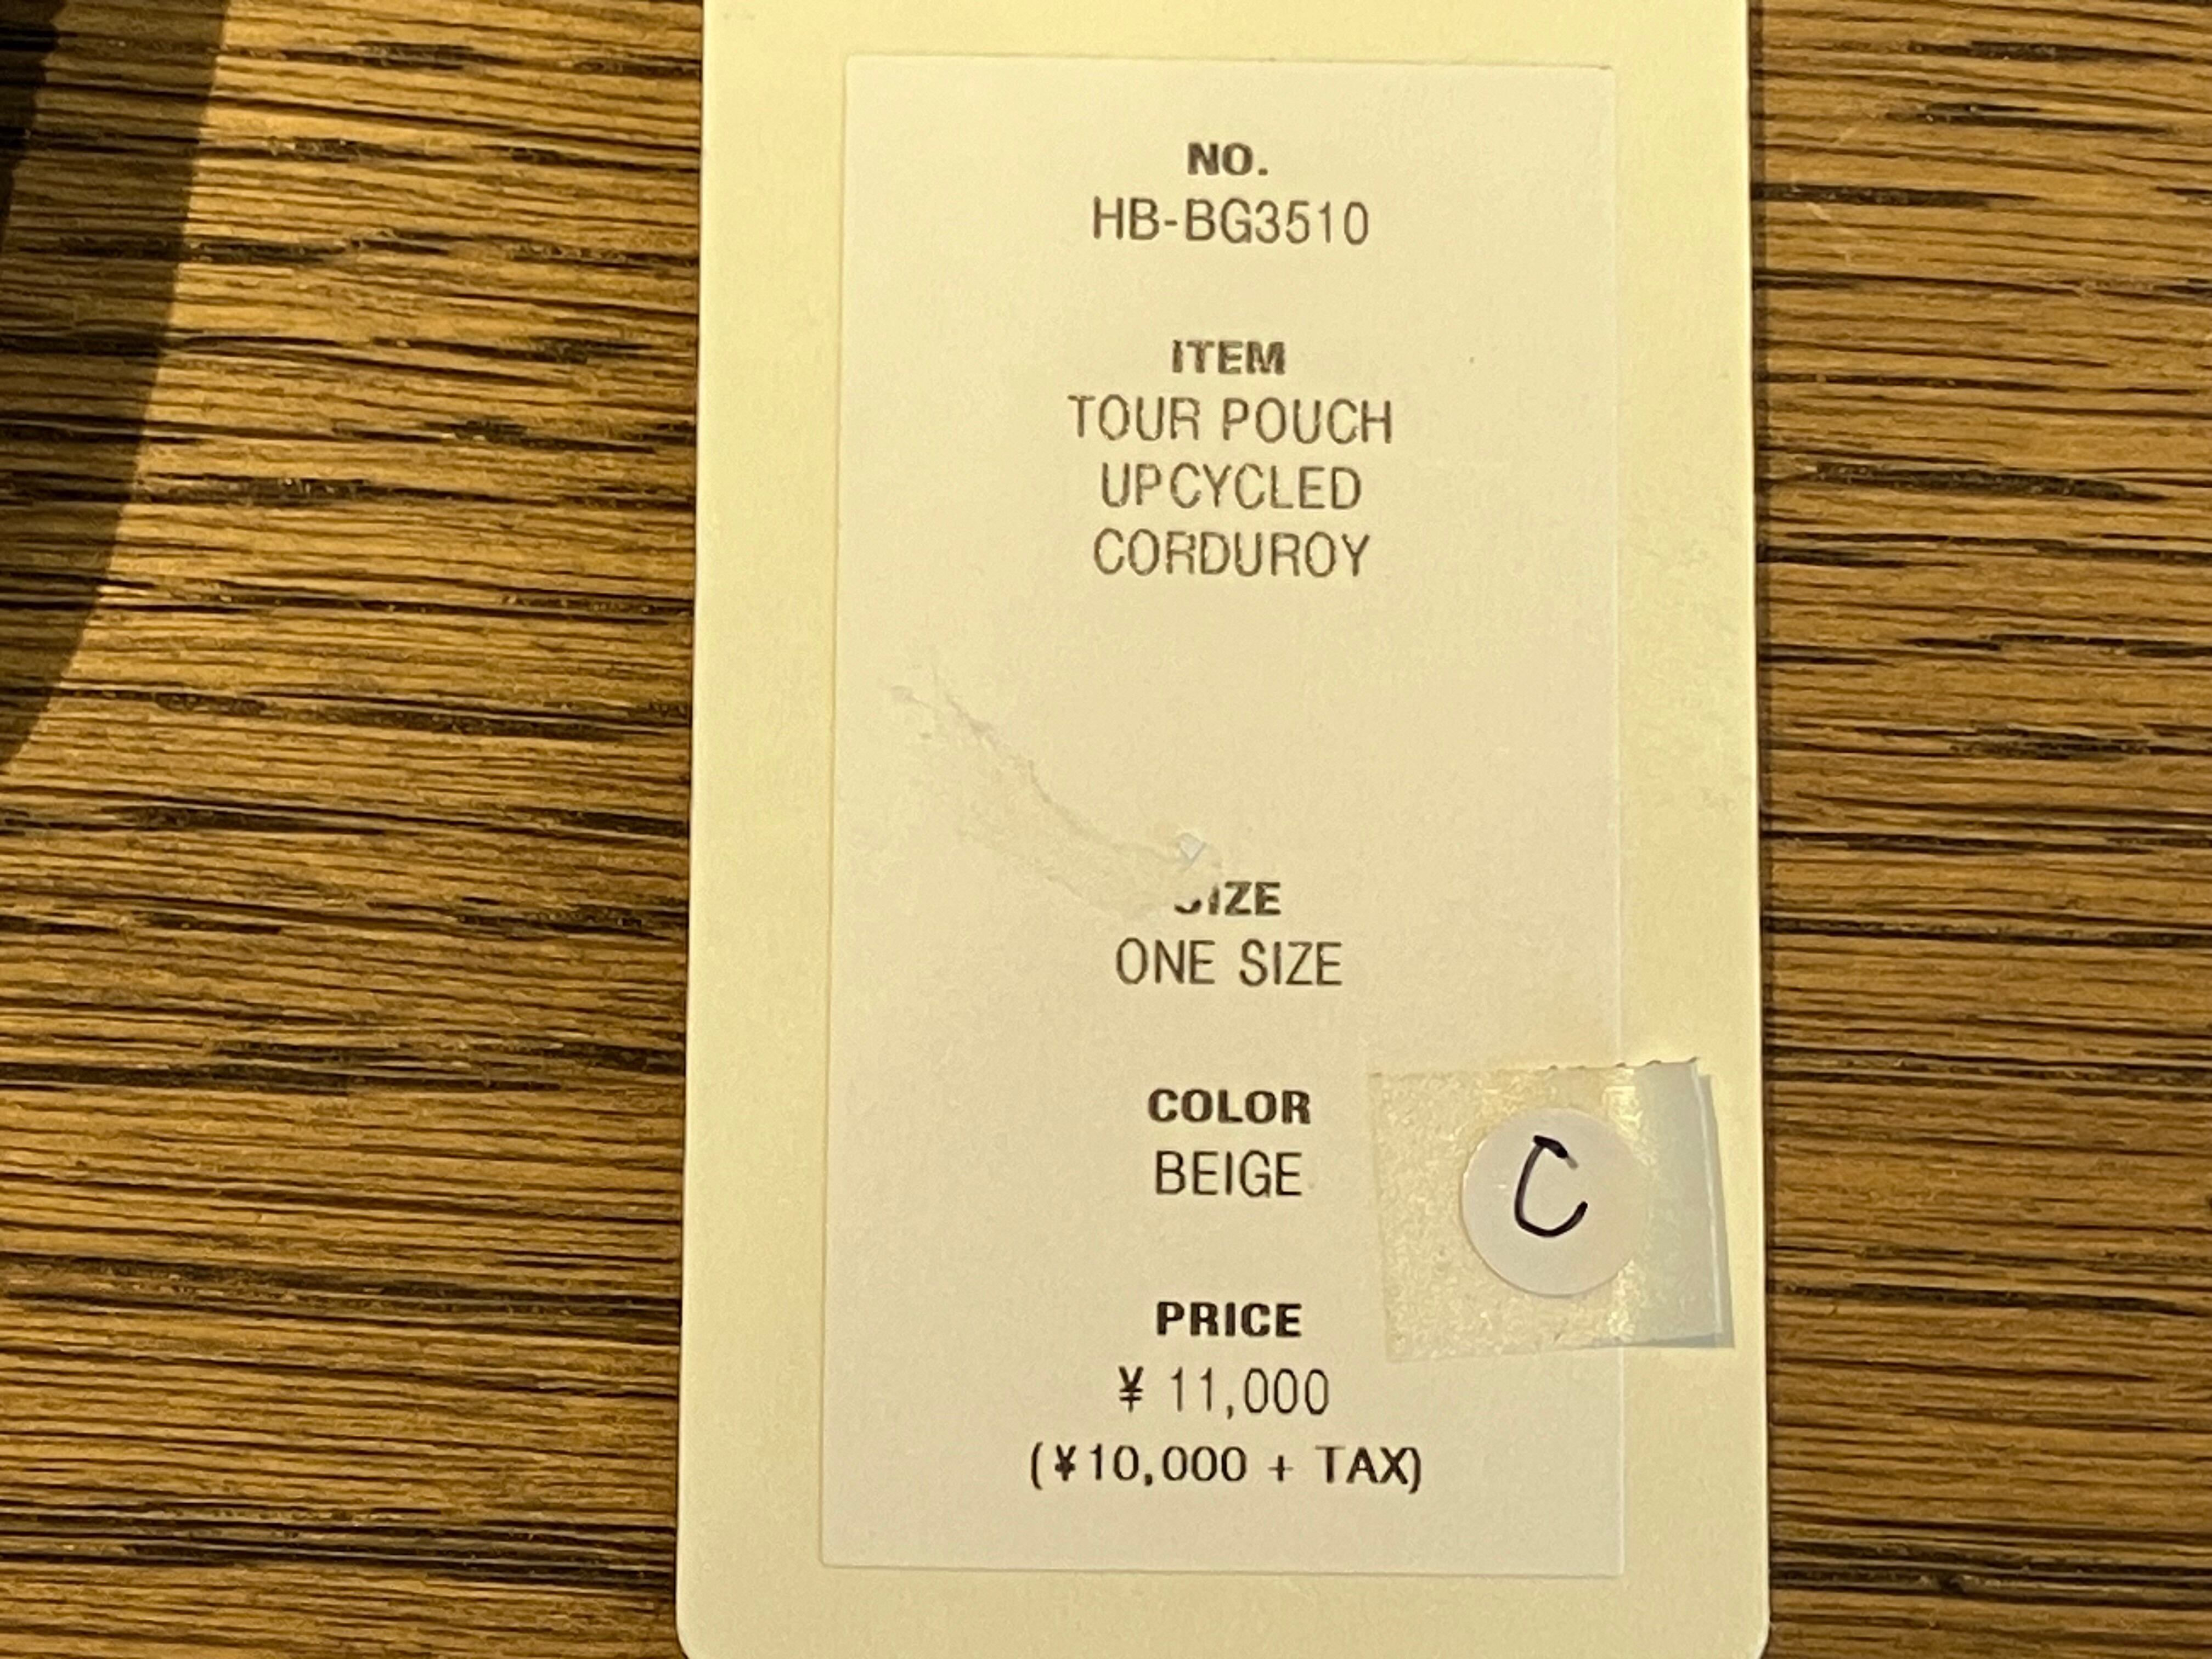 NO.
HB-BG3510
ITEM
TOUR POUCH
UPCYCLED
CORDUROY
SIZE
ONE SIZE
COLOR
BEIGE
C
PRICE
¥ 11,000
(¥10,000 + TAX)